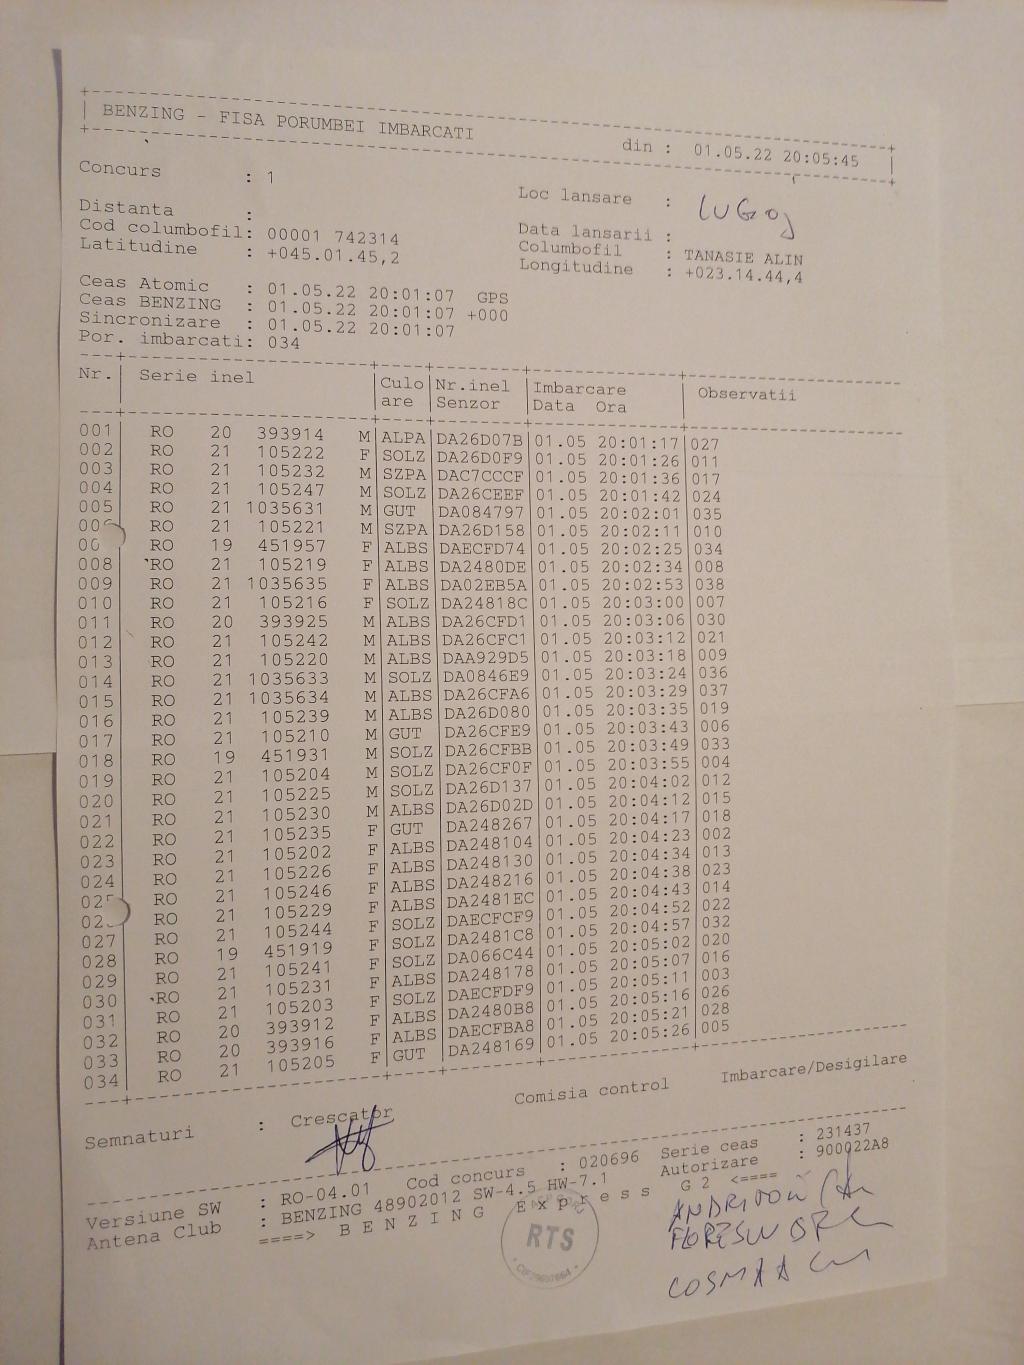 BENZING - FISA PORUMBEI IMBARCATI din : 01.05.22 20:05:45
Concurs : 1 Loc lansare : LUGOJ
Distanta : Data lansarii :
Cod columbofil: 00001 742314 Columbofil : TANASIE ALIN
Latitudine : +045.01.45,2 Longitudine : +023.14.44,4
Ceas Atomic : 01.05.22 20:01:07 GPS
Ceas BENZING : 01.05.22 20:01:07 +000
Sincronizare : 01.05.22 20:01:07
Por. imbarcati: 034
Nr. Serie inel Culo Nr.inel Imbarcare Observatii
are Senzor Data Ora
001 RO 20 393914 M ALPA DA26D07B 01.05 20:01:17 027
002 RO 21 105222 F SOLZ DA26D0F9 01.05 20:01:26 011
003 RO 21 105232 M SZPA DAC7CCCF 01.05 20:01:36 017
004 RO 21 105247 M SOLZ DA26CEEF 01.05 20:01:42 024
005 RO 21 1035631 M GUT DA084797 01.05 20:02:01 035
006 RO 21 105221 M SZPA DA26D158 01.05 20:02:11 010
00 RO 19 451957 F ALBS DAECFD74 01.05 20:02:25 034
008 RO 21 105219 F ALBS DA2480DE 01.05 20:02:34 008
009 RO 21 1035635 F ALBS DA02EB5A 01.05 20:02:53 038
010 RO 21 105216 F SOLZ DA24818C 01.05 20:03:00 007
011 RO 20 393925 M ALBS DA26CFD1 01.05 20:03:06 030
012 RO 21 105242 M ALBS DA26CFC1 01.05 20:03:12 021
013 RO 21 105220 M ALBS DAA929D5 01.05 20:03:18 009
014 RO 21 1035633 M SOLZ DA0846E9 01.05 20:03:24 036
015 RO 21 1035634 M ALBS DA26CFA6 01.05 20:03:29 037
016 RO 21 105239 M ALBS DA26D080 01.05 20:03:35 019
017 RO 21 105210 M GUT DA26CFE9 01.05 20:03:43 006
018 RO 19 451931 M SOLZ DA26CFBB 01.05 20:03:49 033
019 RO 21 105204 M SOLZ DA26CF0F 01.05 20:03:55 004
020 RO 21 105225 M SOLZ DA26D137 01.05 20:04:02 012
021 RO 21 105230 M ALBS DA26D02D 01.05 20:04:12 015
022 RO 21 105235 F GUT DA248267 01.05 20:04:17 018
023 RO 21 105202 F ALBS DA248104 01.05 20:04:23 002
024 RO 21 105226 F ALBS DA248130 01.05 20:04:34 013
025 RO 21 105246 F ALBS DA248216 01.05 20:04:38 023
02 RO 21 105229 F ALBS DA2481EC 01.05 20:04:43 014
027 RO 21 105244 F SOLZ DAECFCF9 01.05 20:04:52 022
028 RO 19 451919 F SOLZ DA2481C8 01.05 20:04:57 032
029 RO 21 105241 F SOLZ DA066C44 01.05 20:05:02 020
030 RO 21 105231 F ALBS DA248178 01.05 20:05:07 016
031 RO 21 105203 F SOLZ DAECFDF9 01.05 20:05:11 003
032 RO 20 393912 F ALBS DA2480B8 01.05 20:05:16 026
033 RO 20 393916 F ALBS DAECFBA8 01.05 20:05:21 028
034 RO 21 105205 F GUT DA248169 01.05 20:05:26 005
Semnaturi : Crescator Comisia control Imbarcare/Desigilare
Versiune SW : RO-04.01 Cod concurs : 020696 Serie ceas : 231437
Antena Club : BENZING 48902012 SW-4.5 HW-7.1 Autorizare : 900022A8
====> B E N Z I N G E x p r e s s G 2 <====
RTS
COSMA A